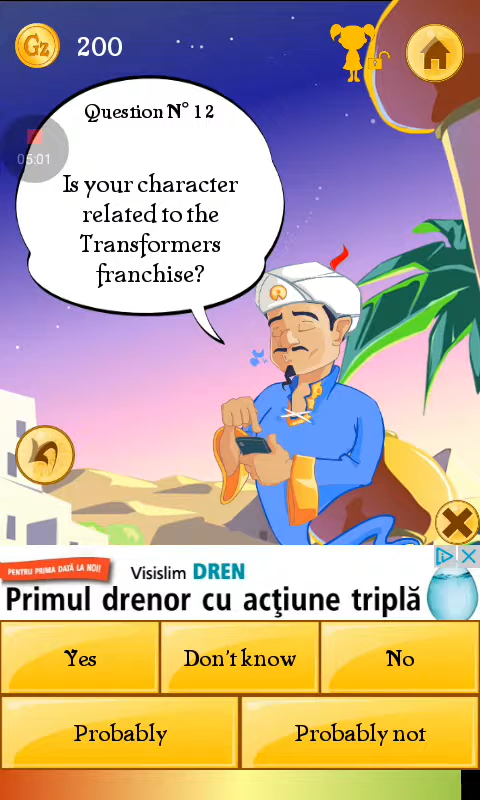 Gz 200
Question N° 12
05:01
Is your character
related to the
Transformers
franchise?
PENTRU PRIMA DATĂ LA NOI!
Visislim DREN
Primul drenor cu acţiune triplă
Yes
Don't know
No
Probably
Probably not